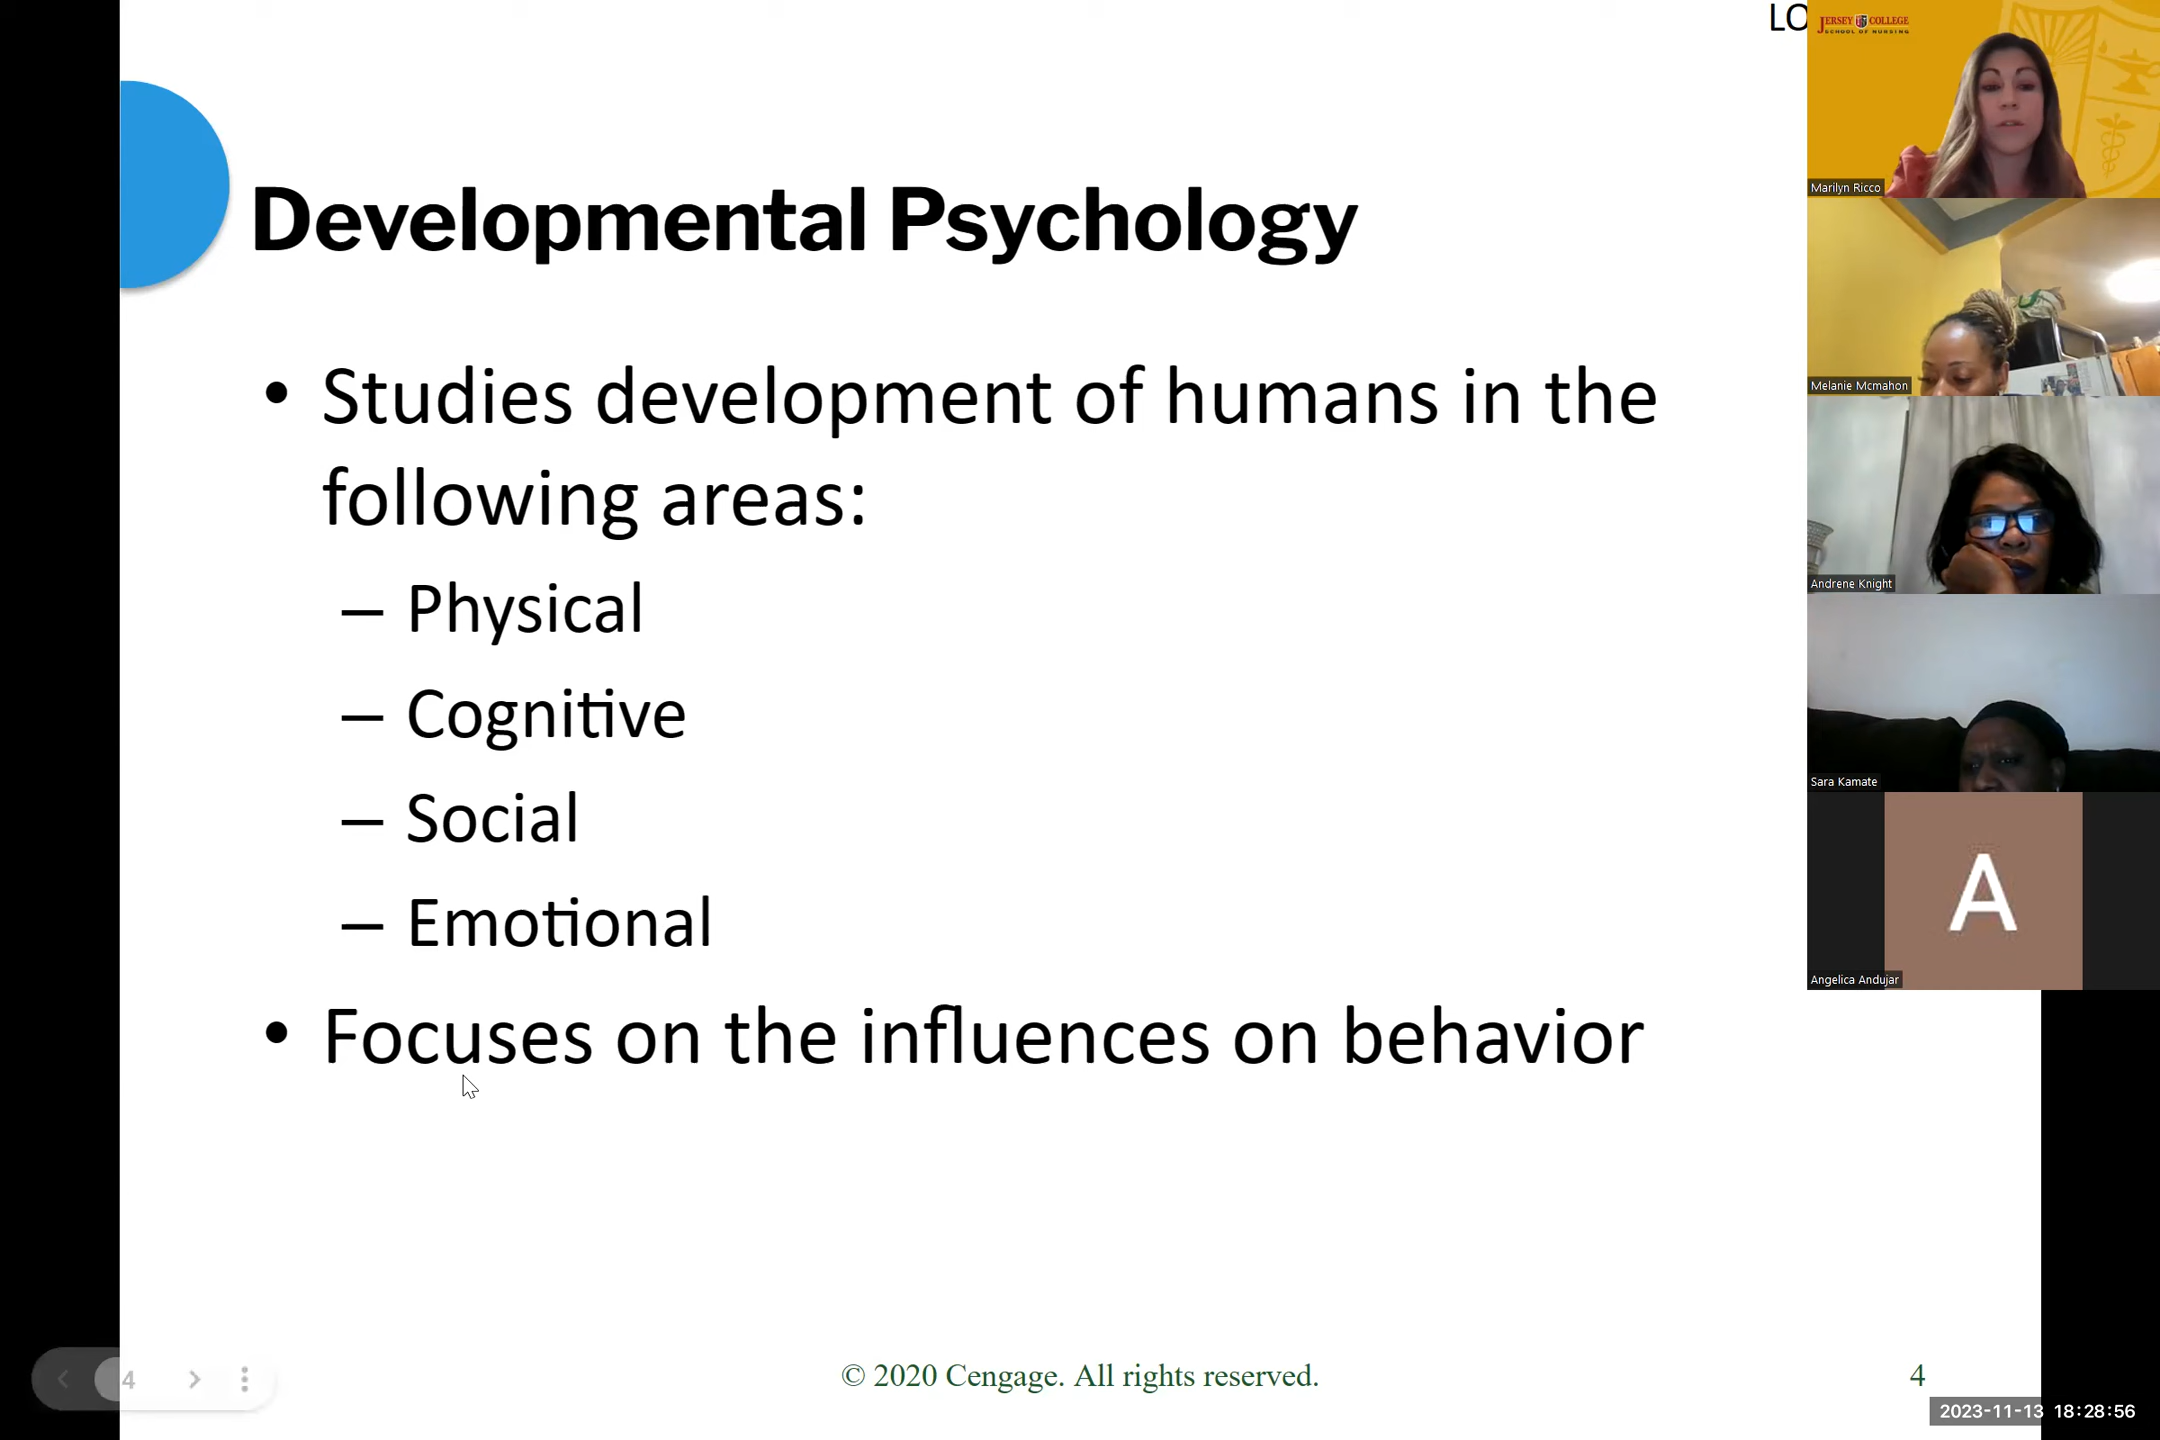 LO
JERSEY COLLEGE
SCHOOL OF NURSING
Marilyn Ricco
Developmental Psychology
• Studies development of humans in the
following areas:
– Physical
– Cognitive
– Social
– Emotional
• Focuses on the influences on behavior
Melanie Mcmahon
Andrene Knight
Sara Kamate
A
Angelica Andujar
4
© 2020 Cengage. All rights reserved.
4
2023-11-13 18:28:56